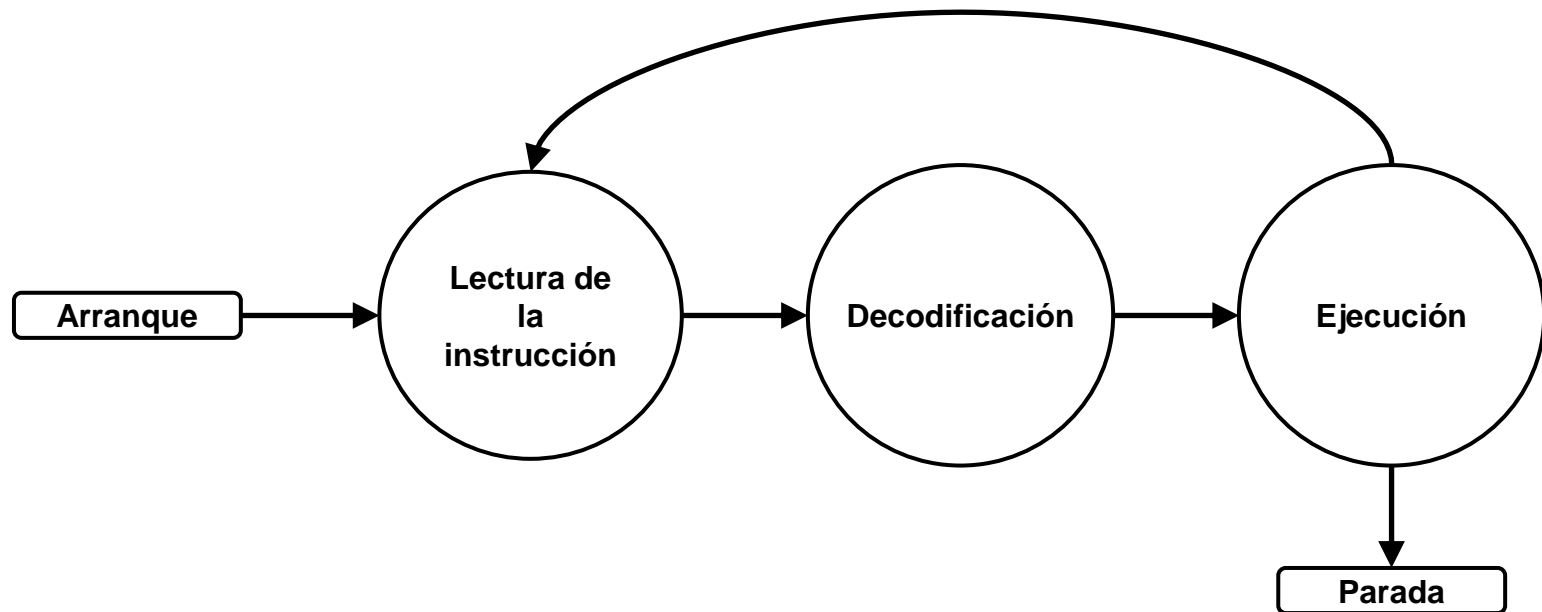 Arranque
Lectura de
la
instrucción
Decodificación
Ejecución
Parada